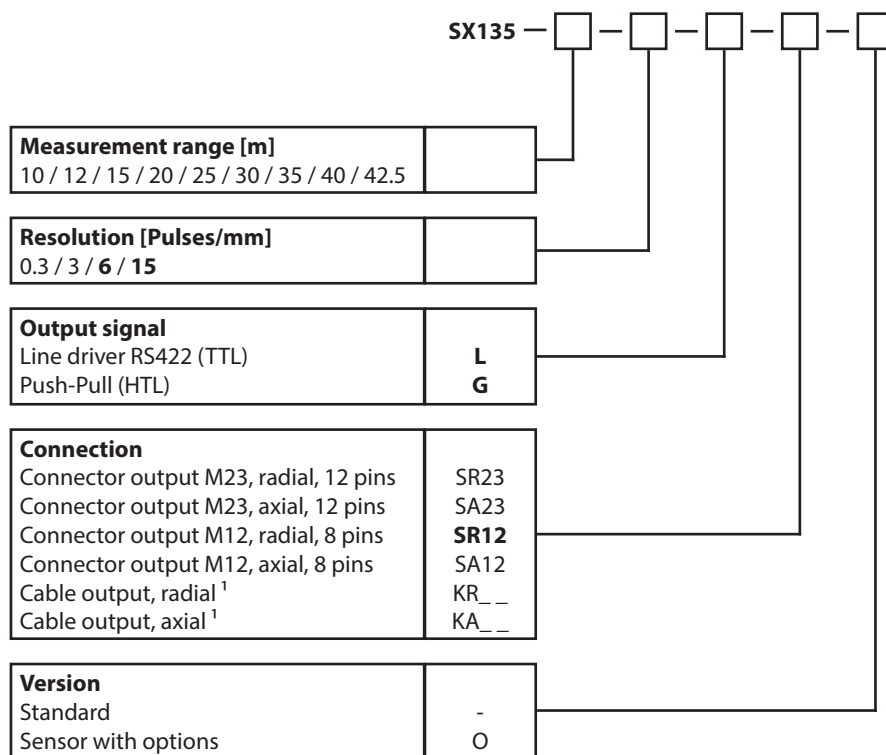 SX135 — — — — —
Measurement range [m]
10 / 12 / 15 / 20 / 25 / 30 / 35 / 40 / 42.5
Resolution [Pulses/mm]
0.3 / 3 / 6 / 15
Output signal
Line driver RS422 (TTL) L
Push-Pull (HTL) G
Connection
Connector output M23, radial, 12 pins SR23
Connector output M23, axial, 12 pins SA23
Connector output M12, radial, 8 pins SR12
Connector output M12, axial, 8 pins SA12
Cable output, radial ¹ KR_ _
Cable output, axial ¹ KA_ _
Version
Standard -
Sensor with options O